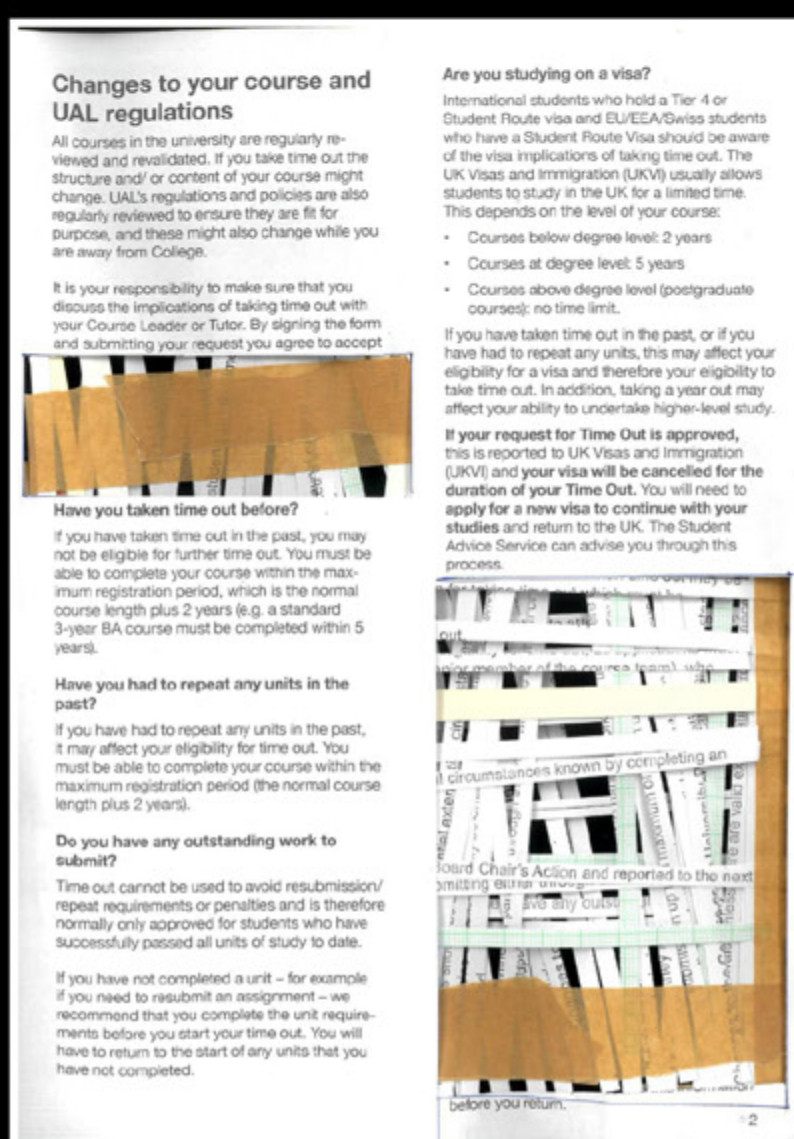 Changes to your course and
UAL regulations
All courses in the university are regularly re-
viewed and revalidated. If you take time out the
structure and/ or content of your course might
change. UAL's regulations and policies are also
regularly reviewed to ensure they are fit for
purpose, and these might also change while you
are away from College.
It is your responsibility to make sure that you
discuss the implications of taking time out with
your Course Leader or Tutor. By signing the form
and submitting your request you agree to accept
Have you taken time out before?
If you have taken time out in the past, you may
not be eligible for further time out. You must be
able to complete your course within the max-
imum registration period, which is the normal
course length plus 2 years (e.g. a standard
3-year BA course must be completed within 5
years).
Have you had to repeat any units in the
past?
If you have had to repeat any units in the past,
it may affect your eligibility for time out. You
must be able to complete your course within the
maximum registration period (the normal course
length plus 2 years).
Do you have any outstanding work to
submit?
Time out cannot be used to avoid resubmission/
repeat requirements or penalties and is therefore
normally only approved for students who have
successfully passed all units of study to date.
If you have not completed a unit – for example
if you need to resubmit an assignment – we
recommend that you complete the unit require-
ments before you start your time out. You will
have to return to the start of any units that you
have not completed.
Are you studying on a visa?
International students who hold a Tier 4 or
Student Route visa and EU/EEA/Swiss students
who have a Student Route Visa should be aware
of the visa implications of taking time out. The
UK Visas and Immigration (UKVI) usually allows
students to study in the UK for a limited time.
This depends on the level of your course:
- Courses below degree level: 2 years
- Courses at degree level: 5 years
- Courses above degree level (postgraduate
courses): no time limit.
If you have taken time out in the past, or if you
have had to repeat any units, this may affect your
eligibility for a visa and therefore your eligibility to
take time out. In addition, taking a year out may
affect your ability to undertake higher-level study.
If your request for Time Out is approved,
this is reported to UK Visas and Immigration
(UKVI) and your visa will be cancelled for the
duration of your Time Out. You will need to
apply for a new visa to continue with your
studies and return to the UK. The Student
Advice Service can advise you through this
process.
out.
member of the course team), who
circumstances known by completing an
Board Chair's Action and reported to the next
any
before you return.
2